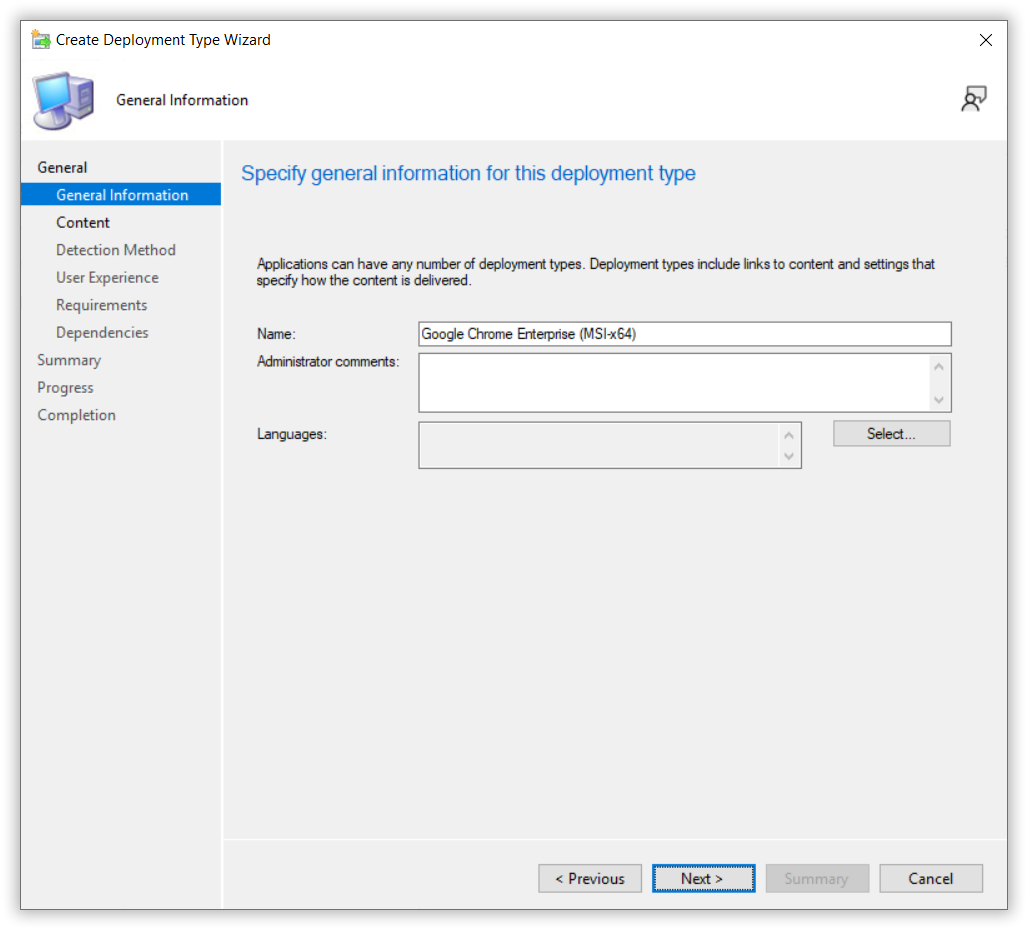 Create Deployment Type Wizard
General Information
General
General Information
Content
Detection Method
User Experience
Requirements
Dependencies
Summary
Progress
Completion
Specify general information for this deployment type
Applications can have any number of deployment types. Deployment types include links to content and settings that
specify how the content is delivered.
Name:
Google Chrome Enterprise (MSI-x64)
Administrator comments:
Languages:
Select...
< Previous
Next >
Summary
Cancel